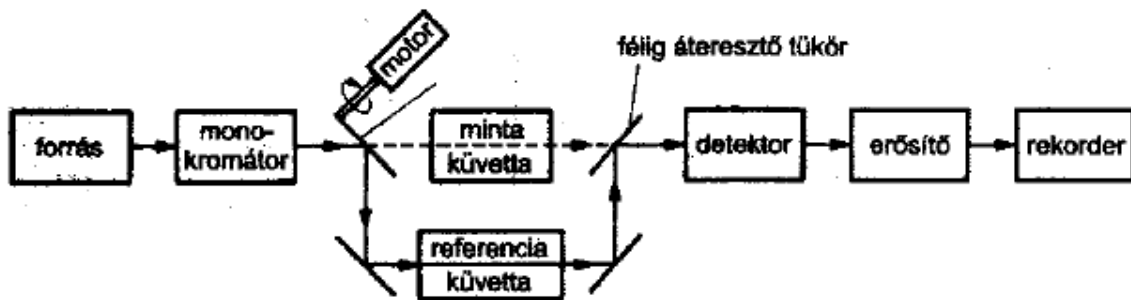 motor
félig áteresztő tükör
forrás
mono-
kromátor
minta
küvetta
detektor
erősítő
rekorder
referencia
küvetta